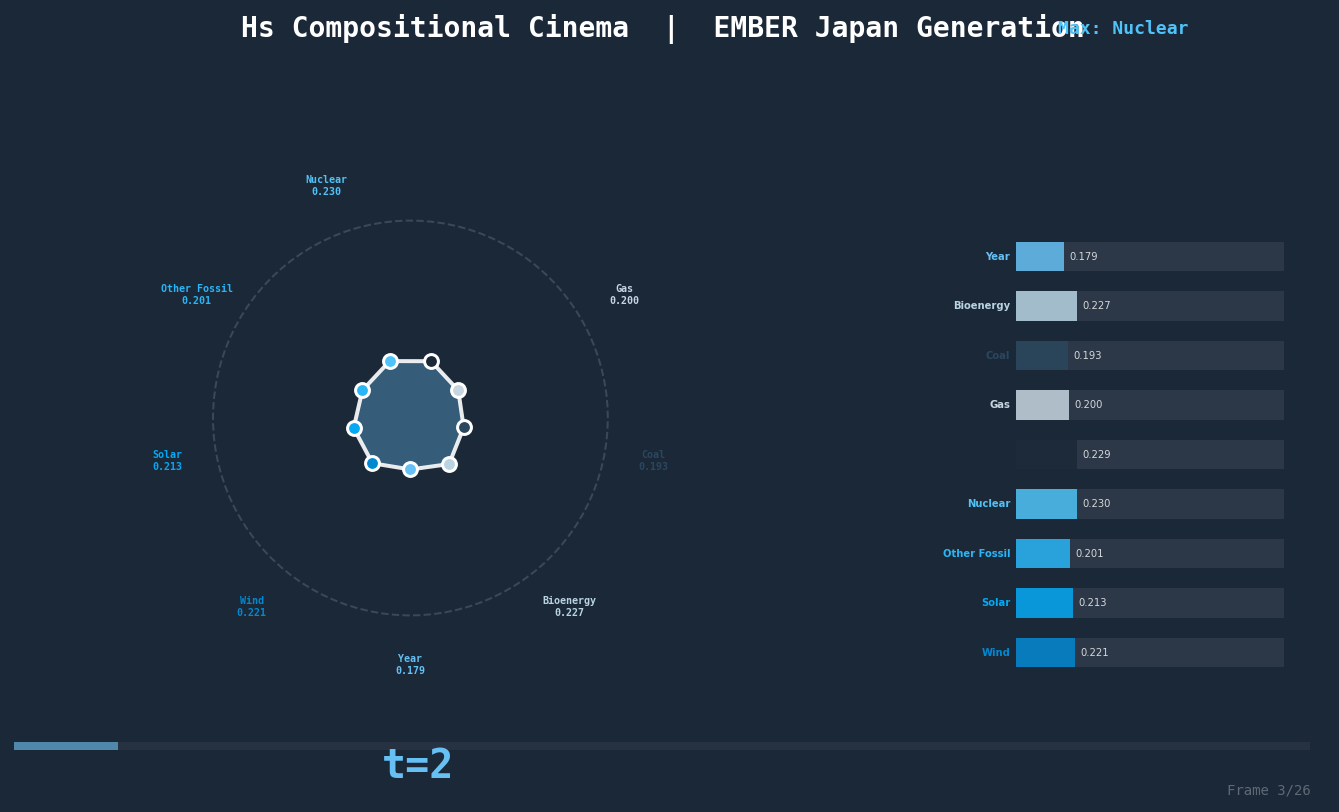 Hs Compositional Cinema | EMBER Japan Generation
Max: Nuclear
Nuclear
0.230
Other Fossil
0.201
Gas
0.200
Solar
0.213
Coal
0.193
Wind
0.221
Bioenergy
0.227
Year
0.179
Year 0.179
Bioenergy 0.227
Coal 0.193
Gas 0.200
0.229
Nuclear 0.230
Other Fossil 0.201
Solar 0.213
Wind 0.221
t=2
Frame 3/26